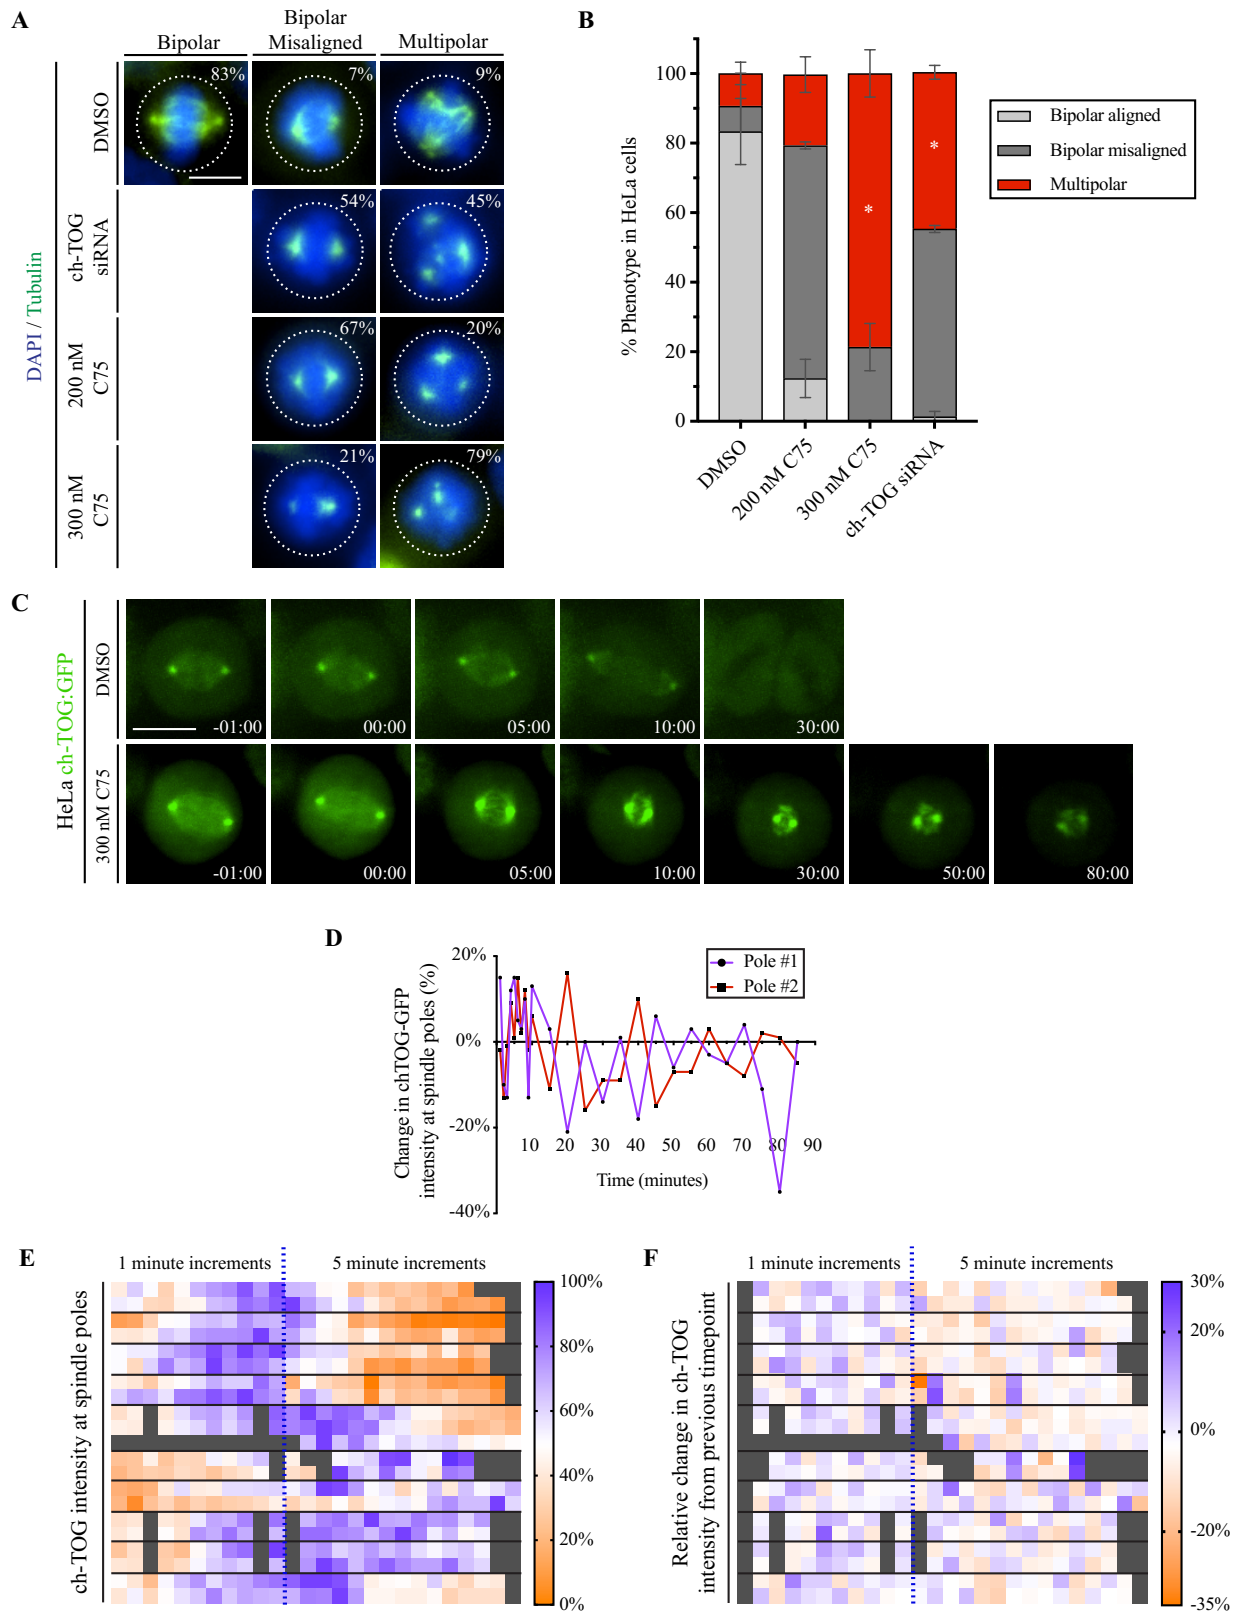 A
Bipolar
Bipolar
Misaligned
Multipolar
DAPI / Tubulin
DMSO
83%
7%
9%
ch-TOG
siRNA
54%
45%
200 nM
C75
67%
20%
300 nM
C75
21%
79%
B
% Phenotype in HeLa cells
100
80
60
40
20
0
*
*
DMSO
200 nM C75
300 nM C75
ch-TOG siRNA
Bipolar aligned
Bipolar misaligned
Multipolar
C
HeLa ch-TOG:GFP
DMSO
-01:00
00:00
05:00
10:00
30:00
300 nM C75
-01:00
00:00
05:00
10:00
30:00
50:00
80:00
D
Change in chTOG-GFP
intensity at spindle poles (%)
20%
0%
-20%
-40%
10 20 30 40 50 60 70 80 90
Time (minutes)
Pole #1
Pole #2
E
1 minute increments
5 minute increments
ch-TOG intensity at spindle poles
100%
80%
60%
40%
20%
0%
F
1 minute increments
5 minute increments
Relative change in ch-TOG
intensity from previous timepoint
30%
20%
0%
-20%
-35%